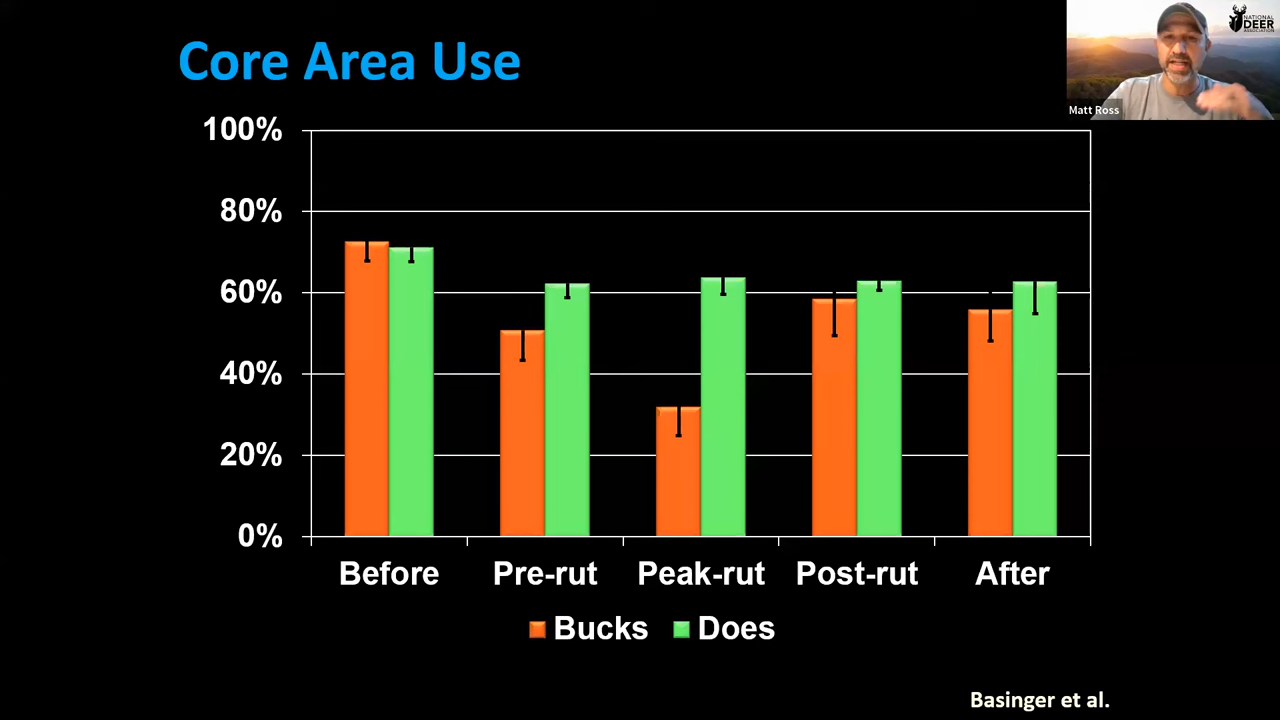 Core Area Use
NATIONAL
DEER
ASSOCIATION
Matt Ross
100%
80%
60%
40%
20%
0%
Before Pre-rut Peak-rut Post-rut After
Bucks Does
Basinger et al.